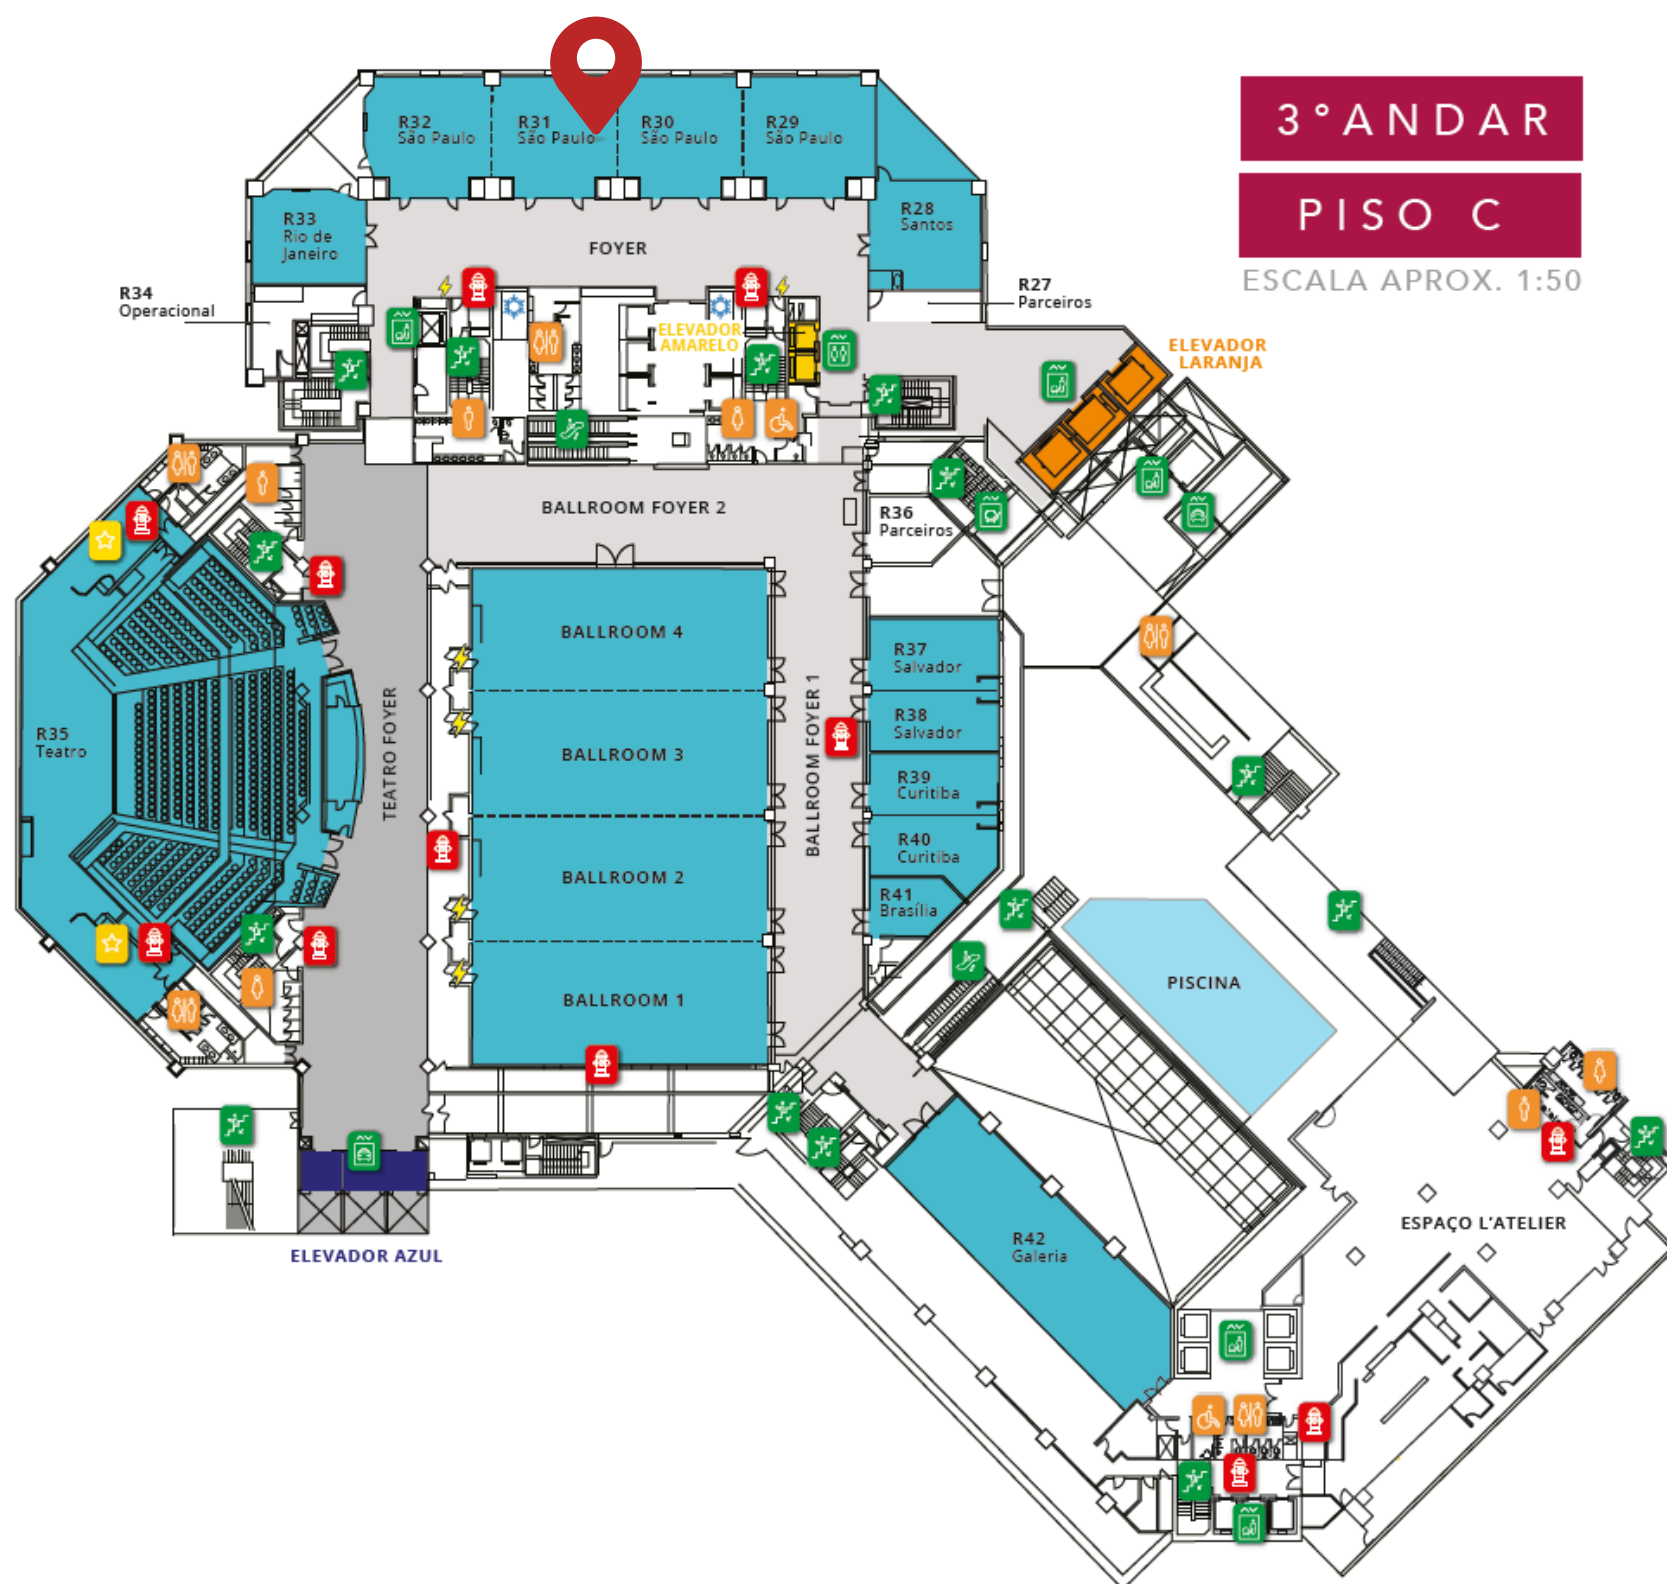 3°ANDAR
PISO C
ESCALA APROX. 1:50
R32
São Paulo
R31
São Paulo
R30
São Paulo
R29
São Paulo
R33
Rio de
Janeiro
R28
Santos
FOYER
R34
Operacional
R27
Parceiros
ELEVADOR
AMARELO
ELEVADOR
LARANJA
BALLROOM FOYER 2
R36
Parceiros
BALLROOM 4
R37
Salvador
R35
Teatro
TEATRO FOYER
BALLROOM 3
BALLROOM FOYER 1
R38
Salvador
R39
Curitiba
BALLROOM 2
R40
Curitiba
R41
Brasília
BALLROOM 1
PISCINA
ESPAÇO L’ATELIER
R42
Galeria
ELEVADOR AZUL